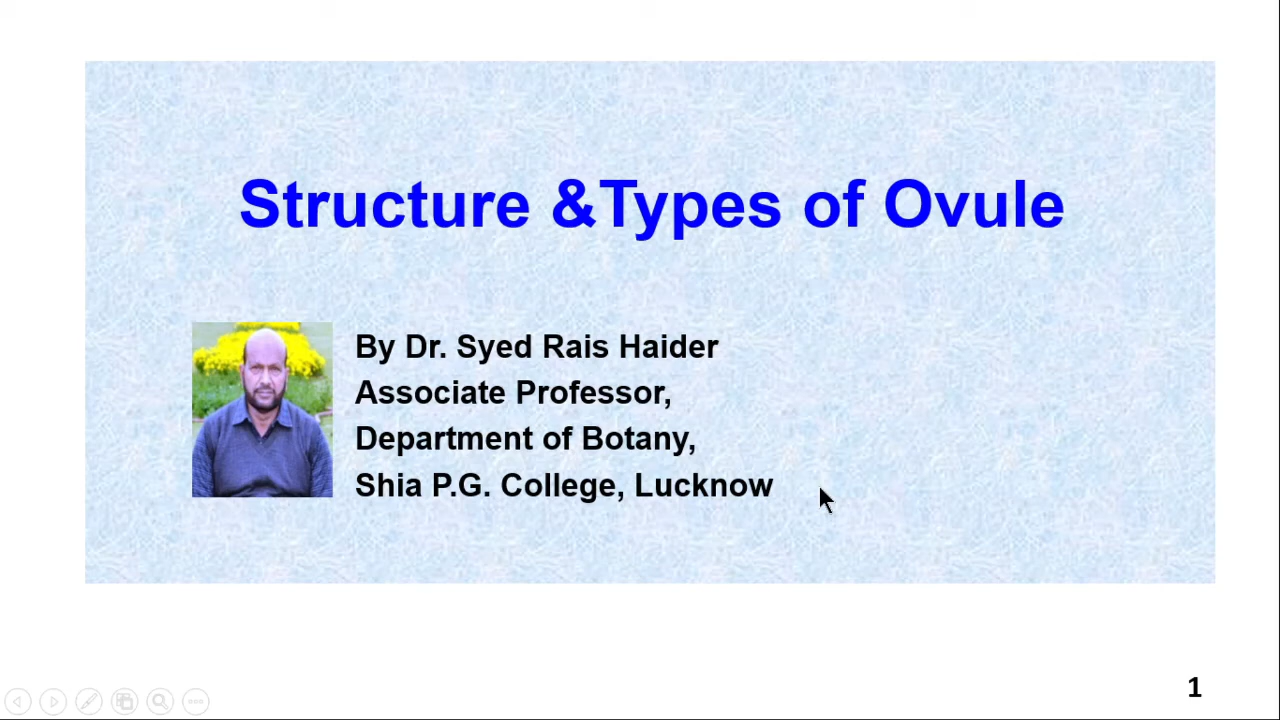 Structure &Types of Ovule
By Dr. Syed Rais Haider
Associate Professor,
Department of Botany,
Shia P.G. College, Lucknow
1